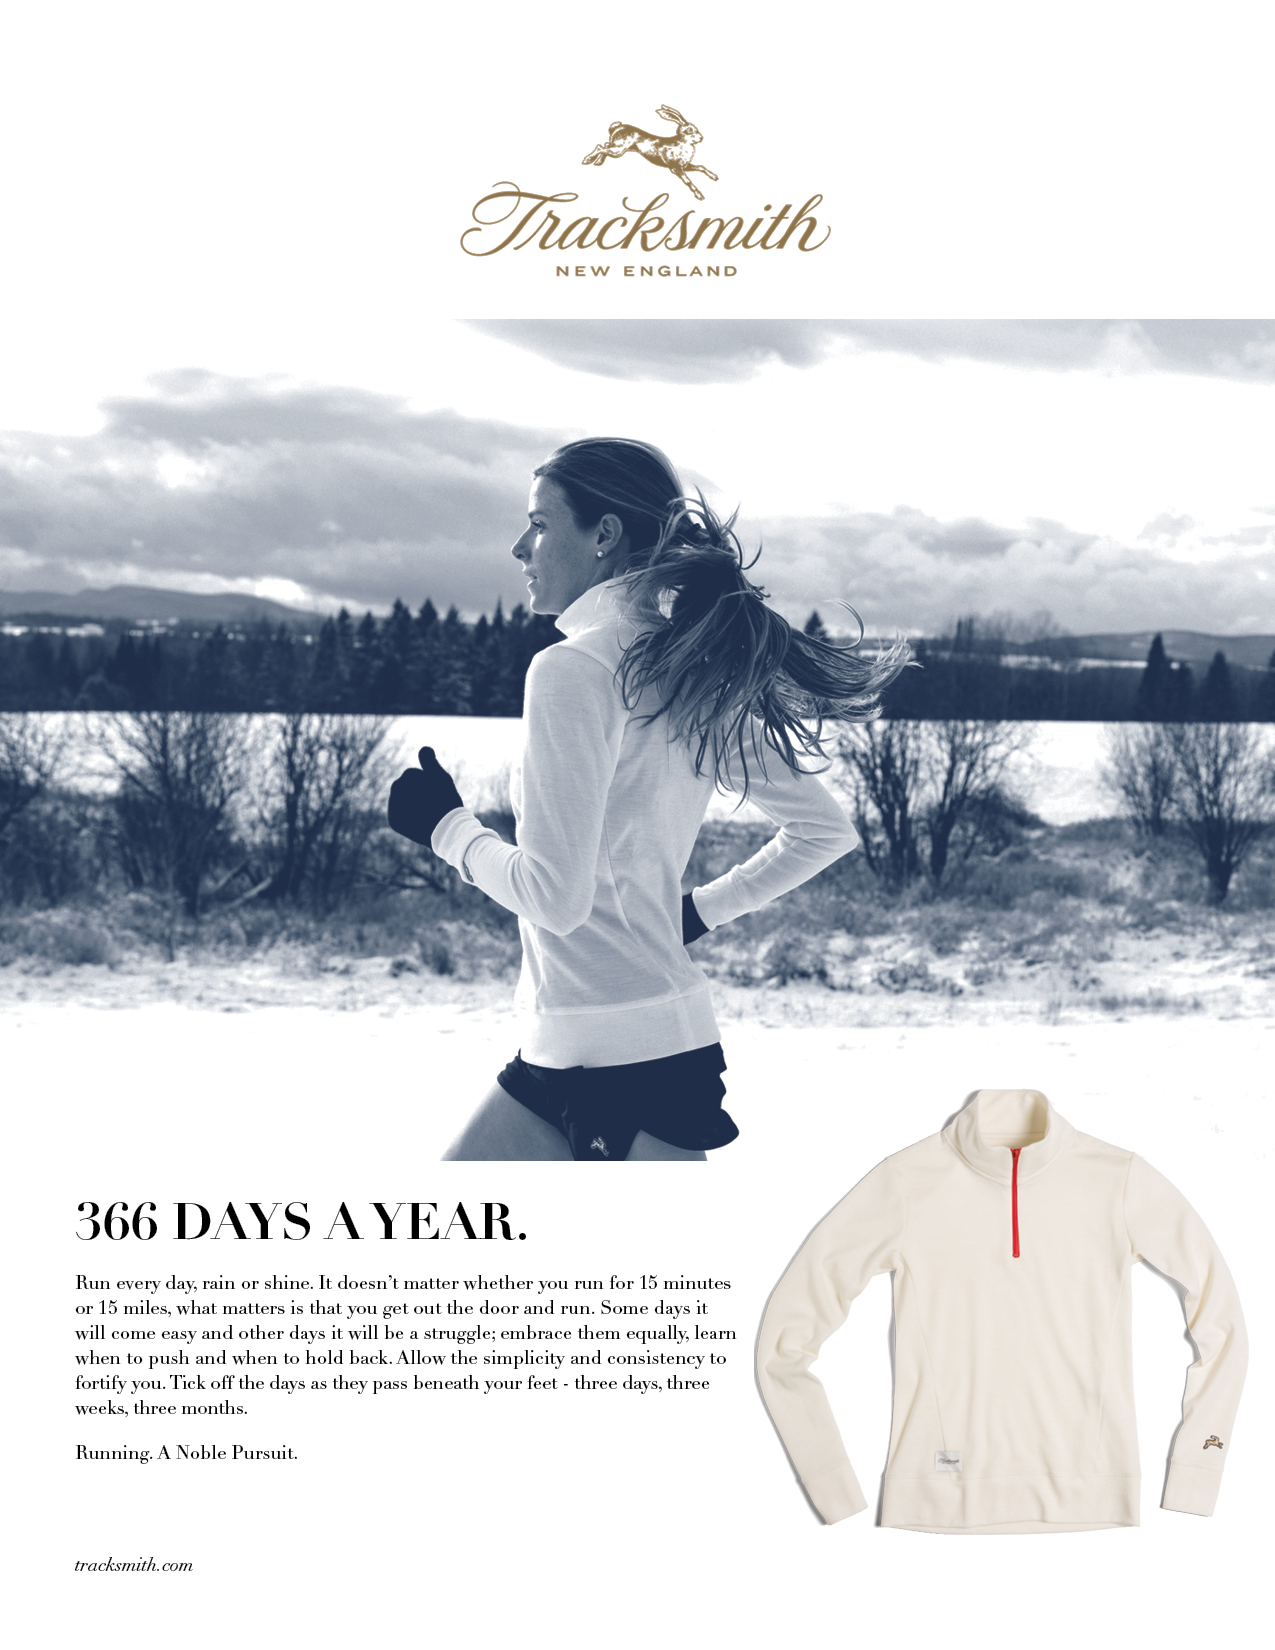 Tracksmith
NEW ENGLAND
366 DAYS A YEAR.
Run every day, rain or shine. It doesn’t matter whether you run for 15 minutes
or 15 miles, what matters is that you get out the door and run. Some days it
will come easy and other days it will be a struggle; embrace them equally, learn
when to push and when to hold back. Allow the simplicity and consistency to
fortify you. Tick off the days as they pass beneath your feet - three days, three
weeks, three months.
Running. A Noble Pursuit.
tracksmith.com